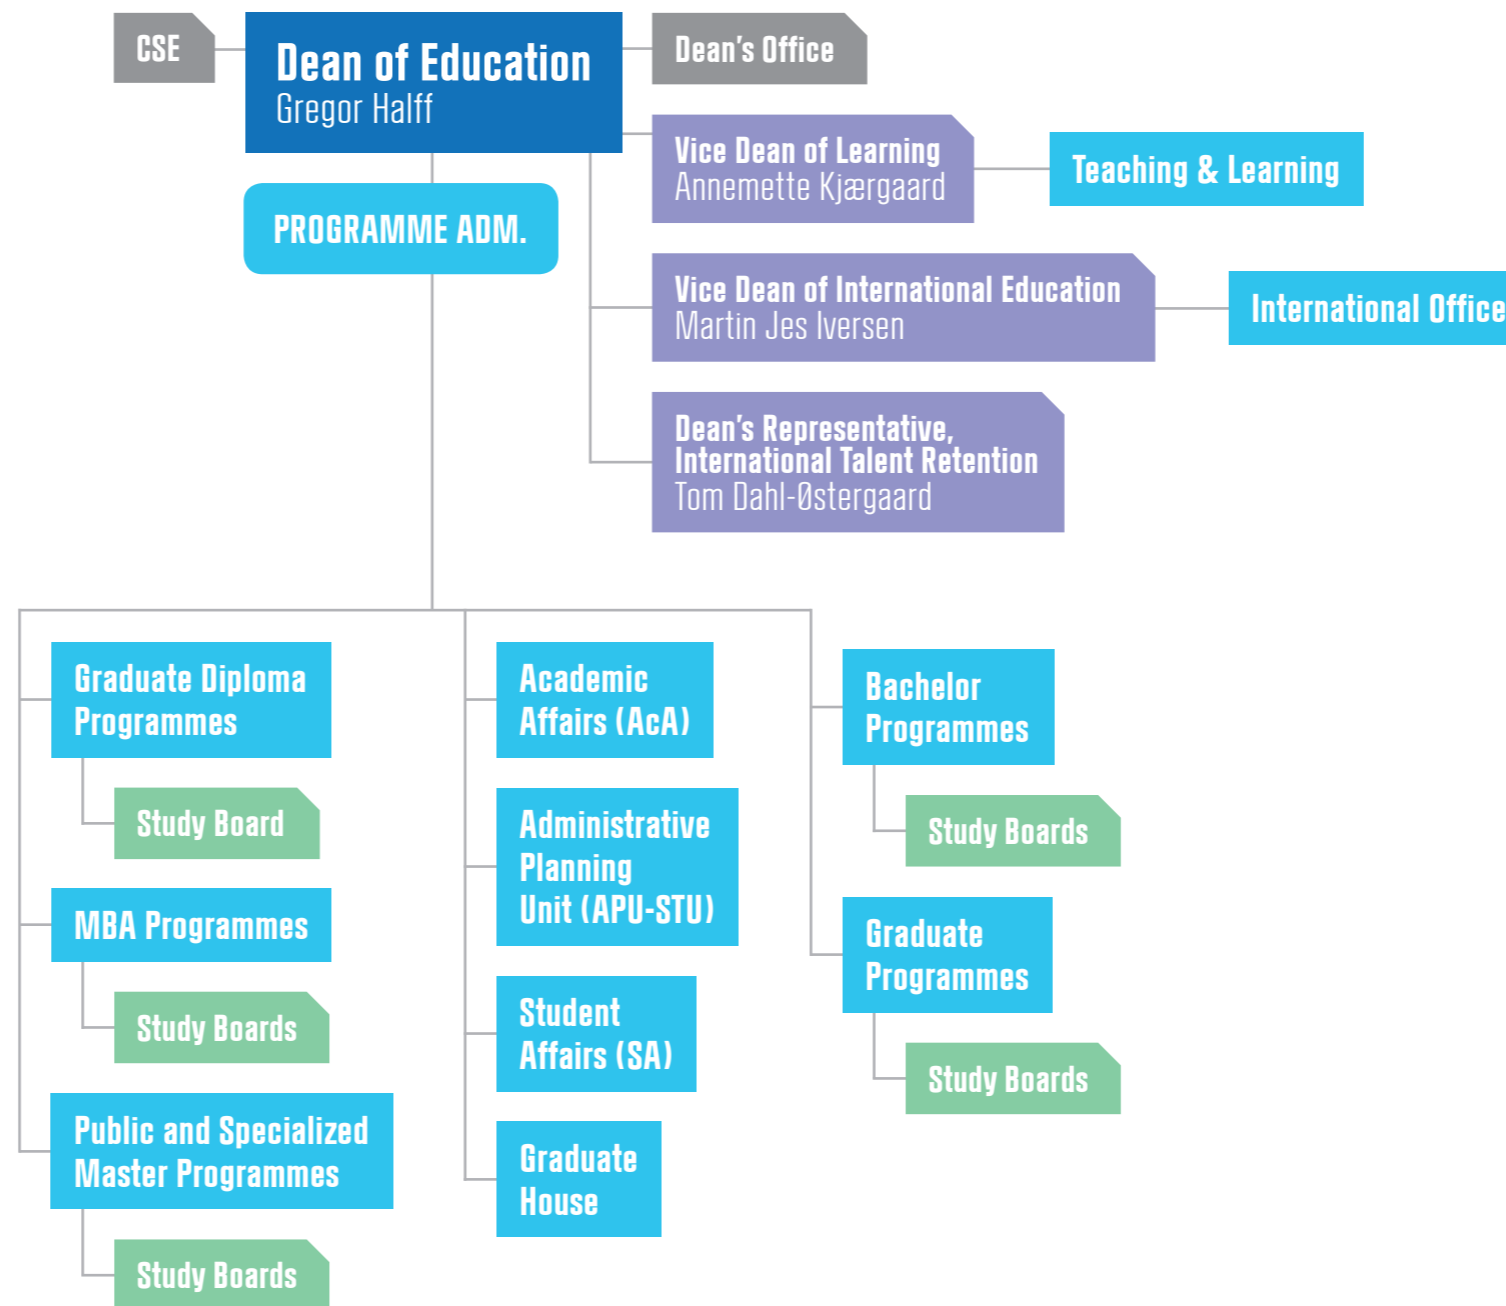 CSE
Dean of Education
Gregor Halff
Dean's Office
Vice Dean of Learning
Annemette Kjærgaard
Teaching & Learning
PROGRAMME ADM.
Vice Dean of International Education
Martin Jes Iversen
International Office
Dean's Representative,
International Talent Retention
Tom Dahl-Østergaard
Graduate Diploma
Programmes
Study Board
MBA Programmes
Study Boards
Public and Specialized
Master Programmes
Study Boards
Academic
Affairs (AcA)
Administrative
Planning
Unit (APU-STU)
Student
Affairs (SA)
Graduate
House
Bachelor
Programmes
Study Boards
Graduate
Programmes
Study Boards